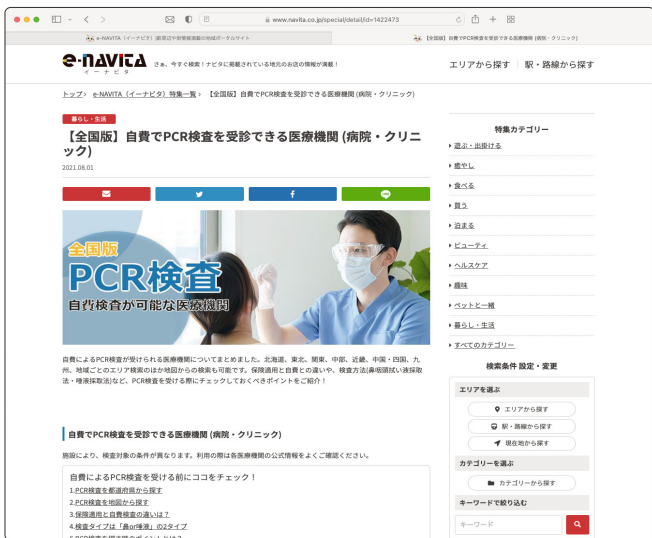 www.navita.co.jp/special/detail/id=1422473
e-NAVITA（イーナビタ）|駅周辺や街情報満載の地域ポータルサイト
【全国版】自費でPCR検査を受診できる医療機関 (病院・クリニック)
e-NAVITA
イーナビタ
さぁ、今すぐ検索！ナビタに掲載されている地元のお店の情報が満載！
エリアから探す
駅・路線から探す
トップ› e-NAVITA（イーナビタ）特集一覧› 【全国版】自費でPCR検査を受診できる医療機関 (病院・クリニック)
暮らし・生活
【全国版】自費でPCR検査を受診できる医療機関 (病院・クリニック)
2021.08.01
LINE
全国版
PCR検査
自費検査が可能な医療機関
自費によるPCR検査が受けられる医療機関についてまとめました。北海道、東北、関東、中部、近畿、中国・四国、九
州、地域ごとのエリア検索のほか地図からの検索も可能です。保険適用と自費との違いや、検査方法(鼻咽頭拭い液採取
法・唾液採取法)など、PCR検査を受ける際にチェックしておくべきポイントをご紹介！
自費でPCR検査を受診できる医療機関 (病院・クリニック)
施設により、検査対象の条件が異なります。利用の際は各医療機関の公式情報をよくご確認ください。
自費によるPCR検査を受ける前にココをチェック！
1.PCR検査を都道府県から探す
2.PCR検査を地図から探す
3.保険適用と自費検査の違いは？
4.検査タイプは「鼻or唾液」の2タイプ
特集カテゴリー
遊ぶ・出掛ける
癒やし
食べる
買う
泊まる
ビューティ
ヘルスケア
趣味
ペットと一緒
暮らし・生活
すべてのカテゴリー
検索条件 設定・変更
エリアを選ぶ
エリアから探す
駅・路線から探す
現在地から探す
カテゴリーを選ぶ
カテゴリーから探す
キーワードで絞り込む
キーワード